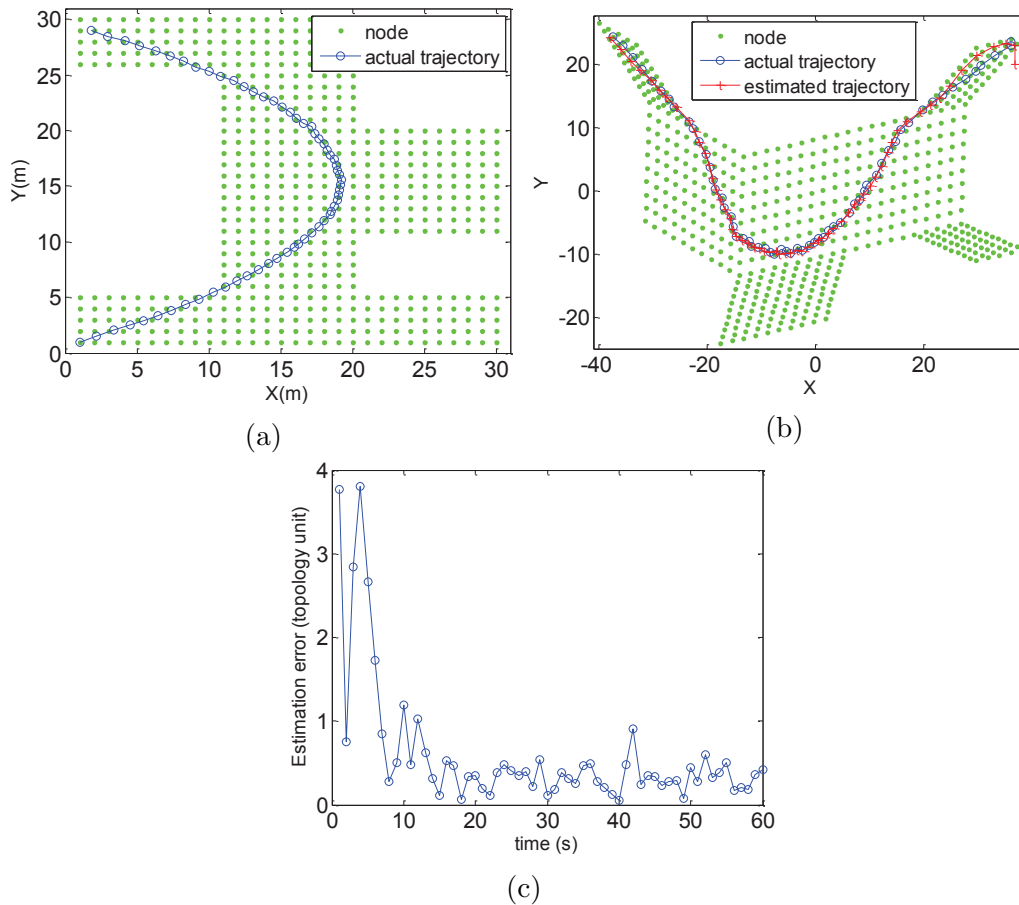 30
25
20
15
10
5
0
Y(m)
0 5 10 15 20 25 30
X(m)
node
actual trajectory
(a)
20
10
0
-10
-20
Y
-40 -20 0 20
X
node
actual trajectory
estimated trajectory
(b)
4
3
2
1
0
Estimation error (topology unit)
0 10 20 30 40 50 60
time (s)
(c)